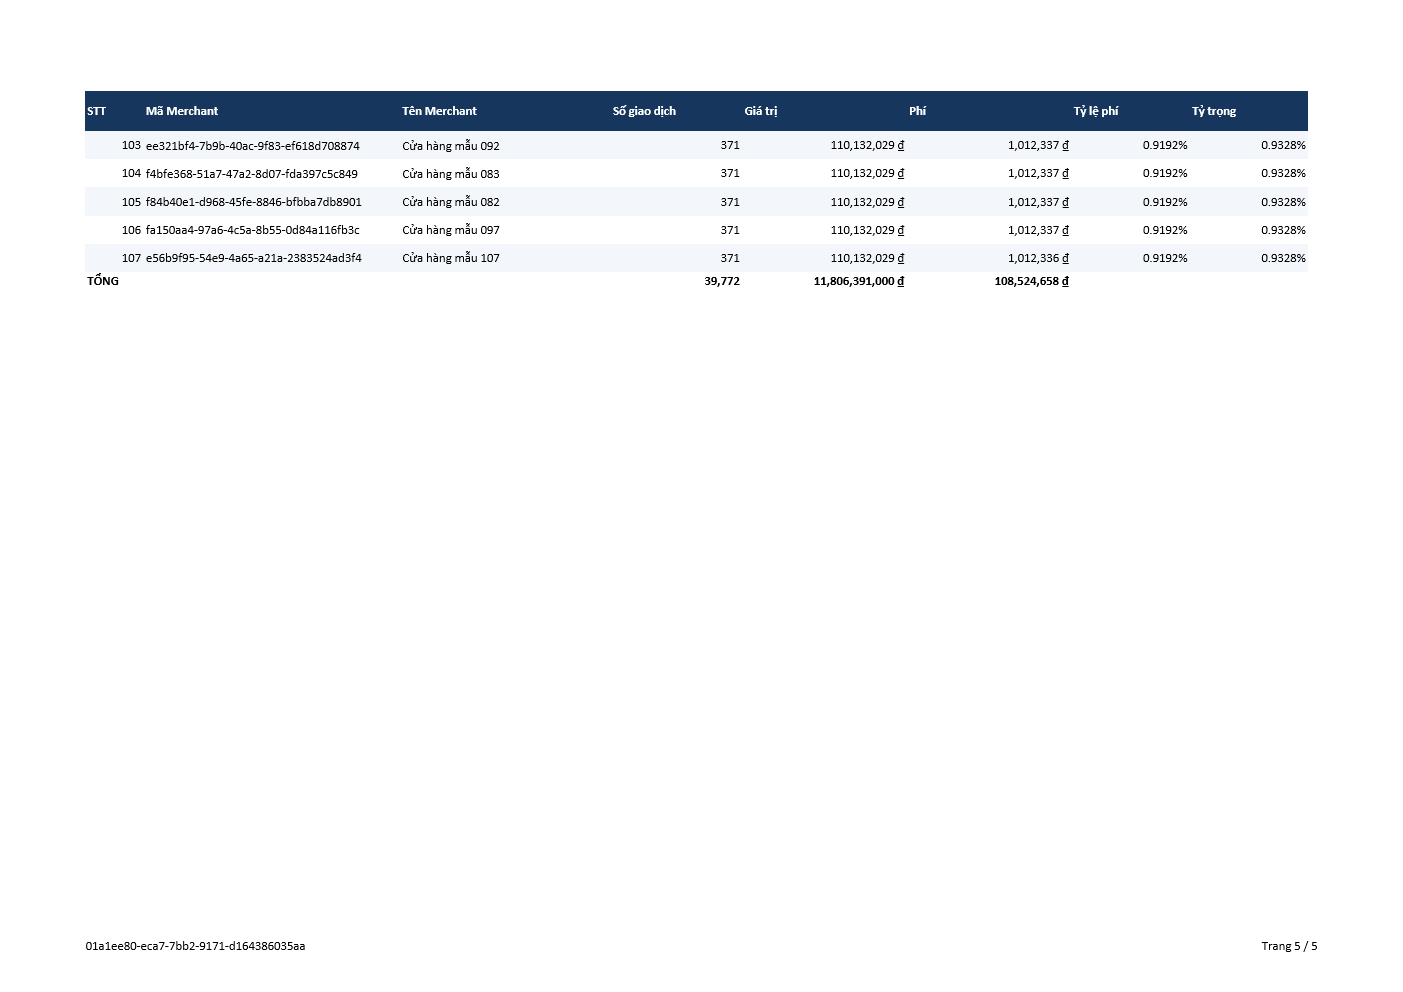 STT Mã Merchant Tên Merchant Số giao dịch Giá trị Phí Tỷ lệ phí Tỷ trọng
103 ee321bf4-7b9b-40ac-9f83-ef618d708874 Cửa hàng mẫu 092 371 110,132,029 ₫ 1,012,337 ₫ 0.9192% 0.9328%
104 f4bfe368-51a7-47a2-8d07-fda397c5c849 Cửa hàng mẫu 083 371 110,132,029 ₫ 1,012,337 ₫ 0.9192% 0.9328%
105 f84b40e1-d968-45fe-8846-bfbba7db8901 Cửa hàng mẫu 082 371 110,132,029 ₫ 1,012,337 ₫ 0.9192% 0.9328%
106 fa150aa4-97a6-4c5a-8b55-0d84a116fb3c Cửa hàng mẫu 097 371 110,132,029 ₫ 1,012,337 ₫ 0.9192% 0.9328%
107 e56b9f95-54e9-4a65-a21a-2383524ad3f4 Cửa hàng mẫu 107 371 110,132,029 ₫ 1,012,336 ₫ 0.9192% 0.9328%
TỔNG 39,772 11,806,391,000 ₫ 108,524,658 ₫
01a1ee80-eca7-7bb2-9171-d164386035aa Trang 5 / 5